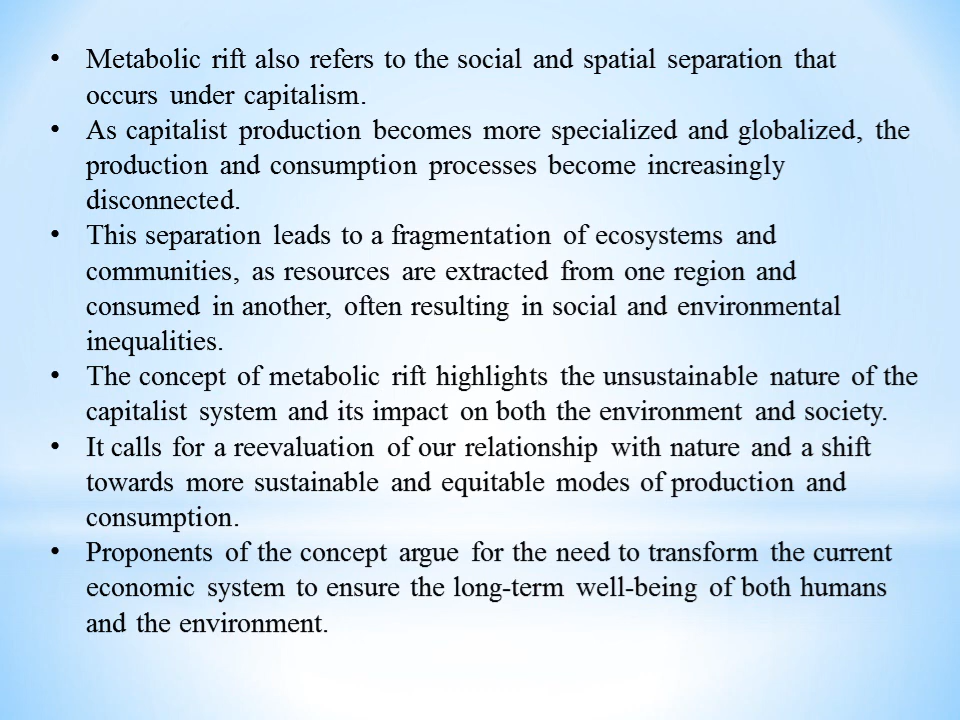 • Metabolic rift also refers to the social and spatial separation that
occurs under capitalism.
• As capitalist production becomes more specialized and globalized, the
production and consumption processes become increasingly
disconnected.
• This separation leads to a fragmentation of ecosystems and
communities, as resources are extracted from one region and
consumed in another, often resulting in social and environmental
inequalities.
• The concept of metabolic rift highlights the unsustainable nature of the
capitalist system and its impact on both the environment and society.
• It calls for a reevaluation of our relationship with nature and a shift
towards more sustainable and equitable modes of production and
consumption.
• Proponents of the concept argue for the need to transform the current
economic system to ensure the long-term well-being of both humans
and the environment.